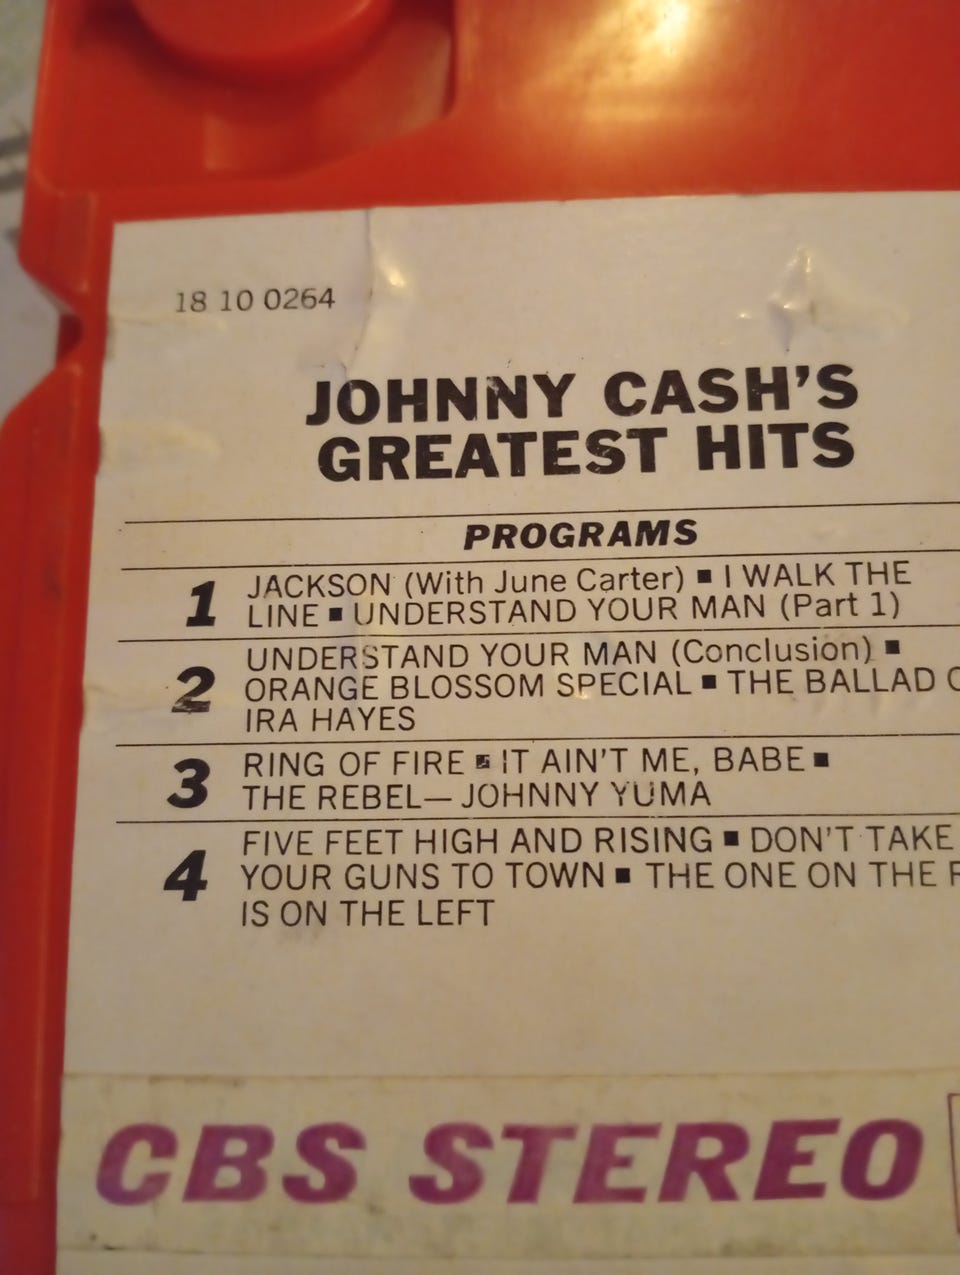 18 10 0264
JOHNNY CASH'S
GREATEST HITS
PROGRAMS
1 JACKSON (With June Carter) ■ I WALK THE
LINE ■ UNDERSTAND YOUR MAN (Part 1)
2 UNDERSTAND YOUR MAN (Conclusion) ■
ORANGE BLOSSOM SPECIAL ■ THE BALLAD
IRA HAYES
3 RING OF FIRE ■ IT AIN'T ME, BABE ■
THE REBEL—JOHNNY YUMA
4 FIVE FEET HIGH AND RISING ■ DON'T TAKE
YOUR GUNS TO TOWN ■ THE ONE ON THE
IS ON THE LEFT
CBS STEREO